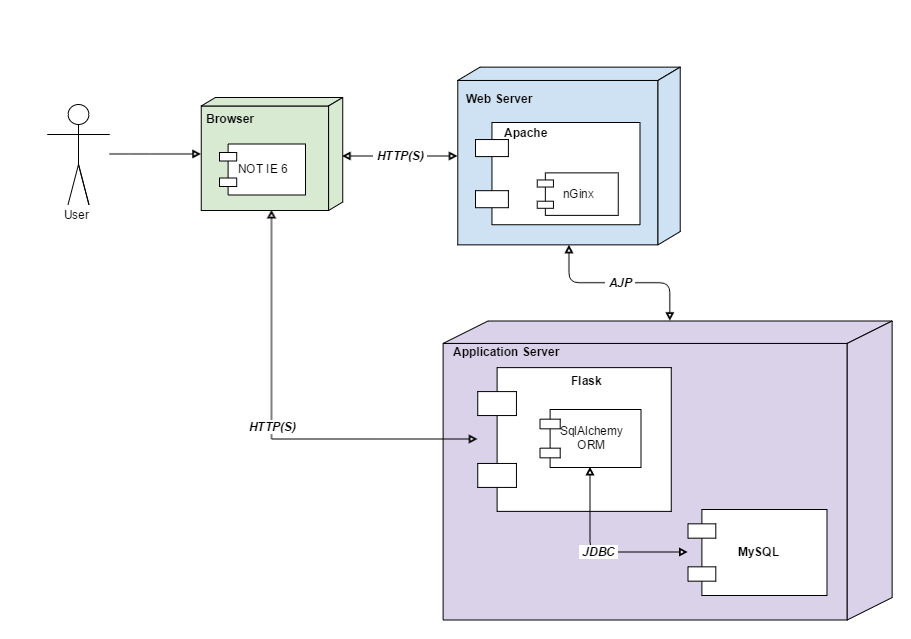 Web Server
Browser
Apache
HTTP(S)
NOT IE 6
nGinx
User
AJP
Application Server
Flask
HTTP(S)
SqlAlchemy
ORM
JDBC
MySQL